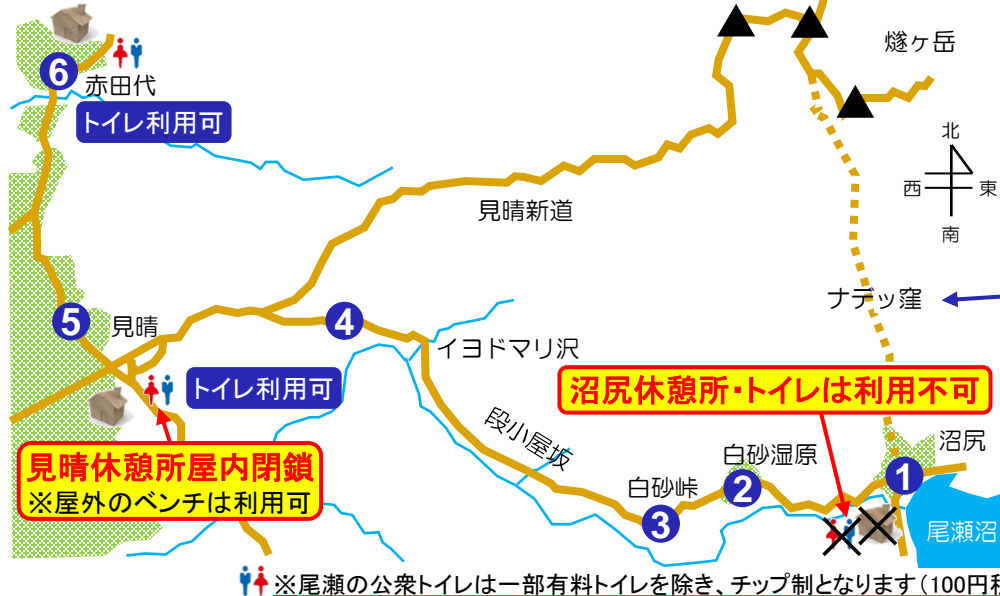 燧ヶ岳
6
赤田代
トイレ利用可
北
西
東
南
見晴新道
ナデッ窪
5
見晴
4
イヨドマリ沢
トイレ利用可
沼尻休憩所・トイレは利用不可
段小屋坂
白砂湿原
沼尻
見晴休憩所屋内閉鎖
※屋外のベンチは利用可
白砂峠
3
2
1
尾瀬沼
※尾瀬の公衆トイレは一部有料トイレを除き、チップ制となります(100円